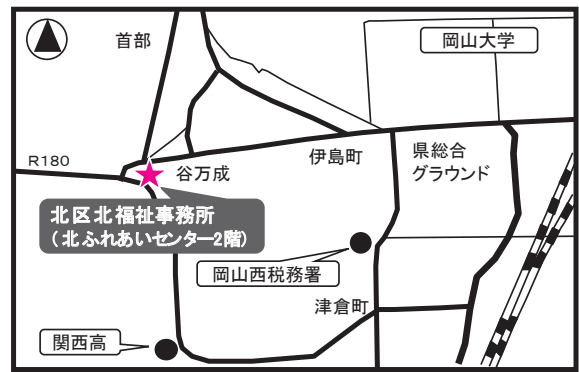 首部
岡山大学
R180
谷万成
伊島町
県総合
グラウンド
北区北福祉事務所
(北ふれあいセンター2階)
岡山西税務署
津倉町
関西高